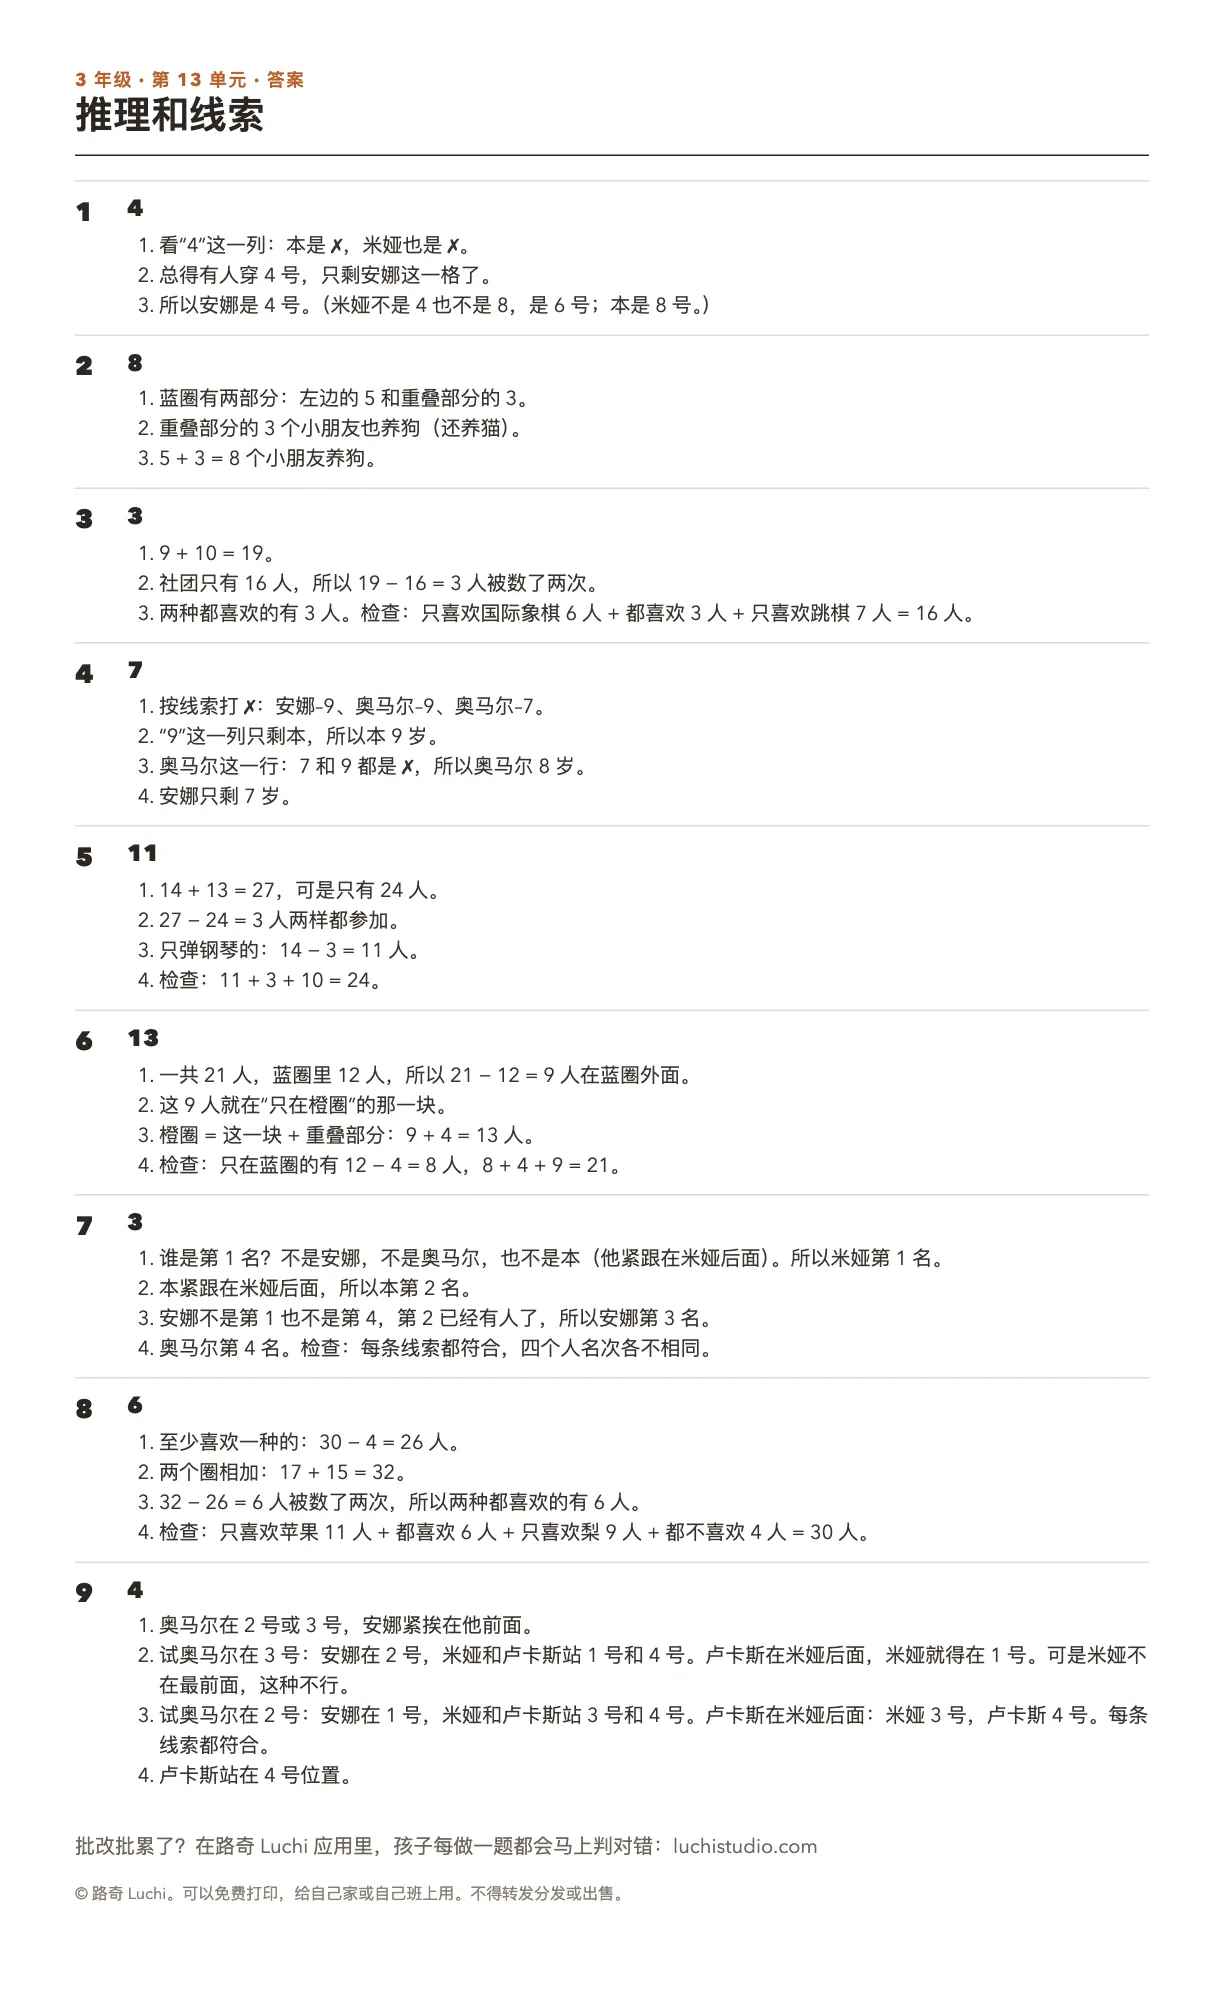 3 年级 · 第 13 单元 · 答案
推理和线索
1
4
1. 看“4”这一列：本是 ✗，米娅也是 ✗。
2. 总得有人穿 4 号，只剩安娜这一格了。
3. 所以安娜是 4 号。（米娅不是 4 也不是 8，是 6 号；本是 8 号。）
2
8
1. 蓝圈有两部分：左边的 5 和重叠部分的 3。
2. 重叠部分的 3 个小朋友也养狗（还养猫）。
3. 5 + 3 = 8 个小朋友养狗。
3
3
1. 9 + 10 = 19。
2. 社团只有 16 人，所以 19 − 16 = 3 人被数了两次。
3. 两种都喜欢的有 3 人。检查：只喜欢国际象棋 6 人 + 都喜欢 3 人 + 只喜欢跳棋 7 人 = 16 人。
4
7
1. 按线索打 ✗：安娜–9、奥马尔–9、奥马尔–7。
2. “9”这一列只剩本，所以本 9 岁。
3. 奥马尔这一行：7 和 9 都是 ✗，所以奥马尔 8 岁。
4. 安娜只剩 7 岁。
5
11
1. 14 + 13 = 27，可是只有 24 人。
2. 27 − 24 = 3 人两样都参加。
3. 只弹钢琴的：14 − 3 = 11 人。
4. 检查：11 + 3 + 10 = 24。
6
13
1. 一共 21 人，蓝圈里 12 人，所以 21 − 12 = 9 人在蓝圈外面。
2. 这 9 人就在“只在橙圈”的那一块。
3. 橙圈 = 这一块 + 重叠部分：9 + 4 = 13 人。
4. 检查：只在蓝圈的有 12 − 4 = 8 人，8 + 4 + 9 = 21。
7
3
1. 谁是第 1 名？不是安娜，不是奥马尔，也不是本（他紧跟在米娅后面）。所以米娅第 1 名。
2. 本紧跟在米娅后面，所以本第 2 名。
3. 安娜不是第 1 也不是第 4，第 2 已经有人了，所以安娜第 3 名。
4. 奥马尔第 4 名。检查：每条线索都符合，四个人名次各不相同。
8
6
1. 至少喜欢一种的：30 − 4 = 26 人。
2. 两个圈相加：17 + 15 = 32。
3. 32 − 26 = 6 人被数了两次，所以两种都喜欢的有 6 人。
4. 检查：只喜欢苹果 11 人 + 都喜欢 6 人 + 只喜欢梨 9 人 + 都不喜欢 4 人 = 30 人。
9
4
1. 奥马尔在 2 号或 3 号，安娜紧挨在他前面。
2. 试奥马尔在 3 号：安娜在 2 号，米娅和卢卡斯站 1 号和 4 号。卢卡斯在米娅后面，米娅就得在 1 号。可是米娅不
在最前面，这种不行。
3. 试奥马尔在 2 号：安娜在 1 号，米娅和卢卡斯站 3 号和 4 号。卢卡斯在米娅后面：米娅 3 号，卢卡斯 4 号。每条
线索都符合。
4. 卢卡斯站在 4 号位置。
批改批累了？在路奇 Luchi 应用里，孩子每做一题都会马上判对错：luchistudio.com
© 路奇 Luchi。可以免费打印，给自己家或自己班上用。不得转发分发或出售。